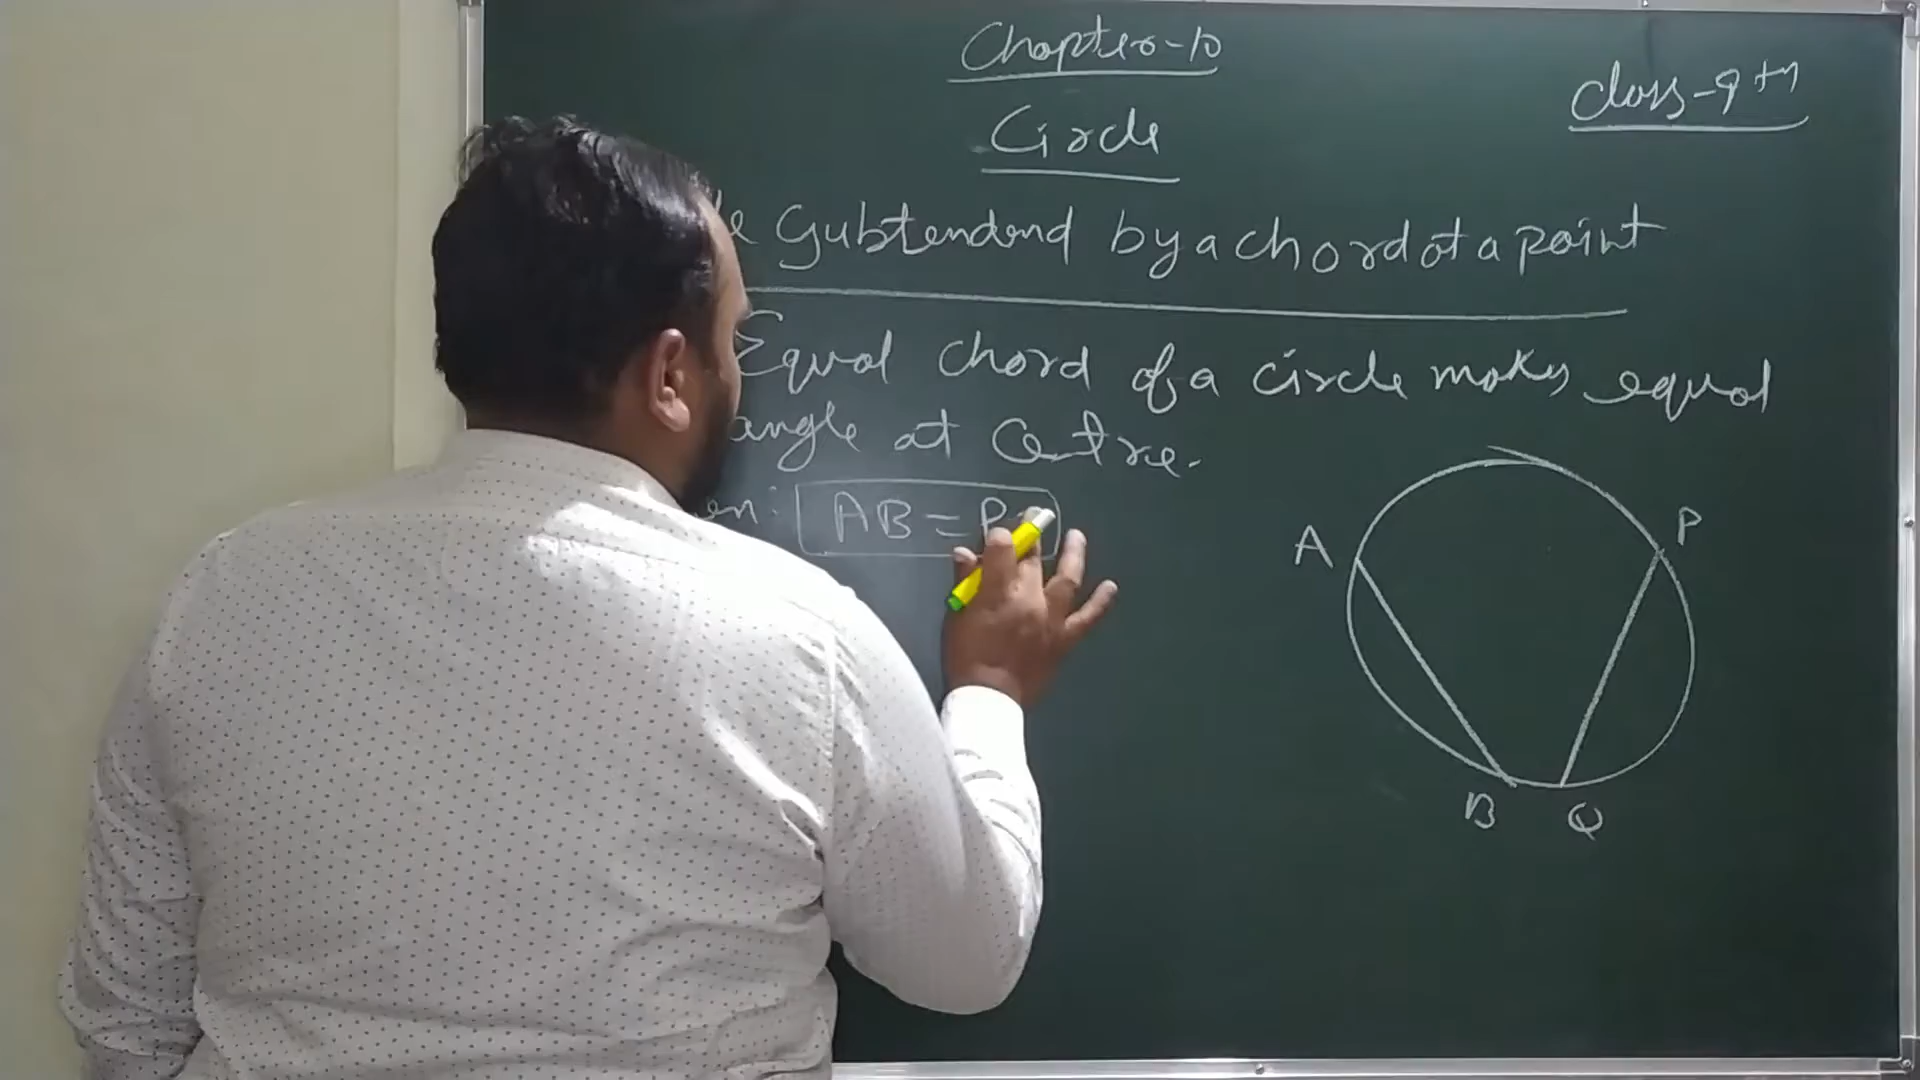 Chapter-10
Class-9th
Circle
Subtendend by a chord at a point
Equal chord of a circle makes equal
angle at Centre.
AB = P
A
P
B
Q